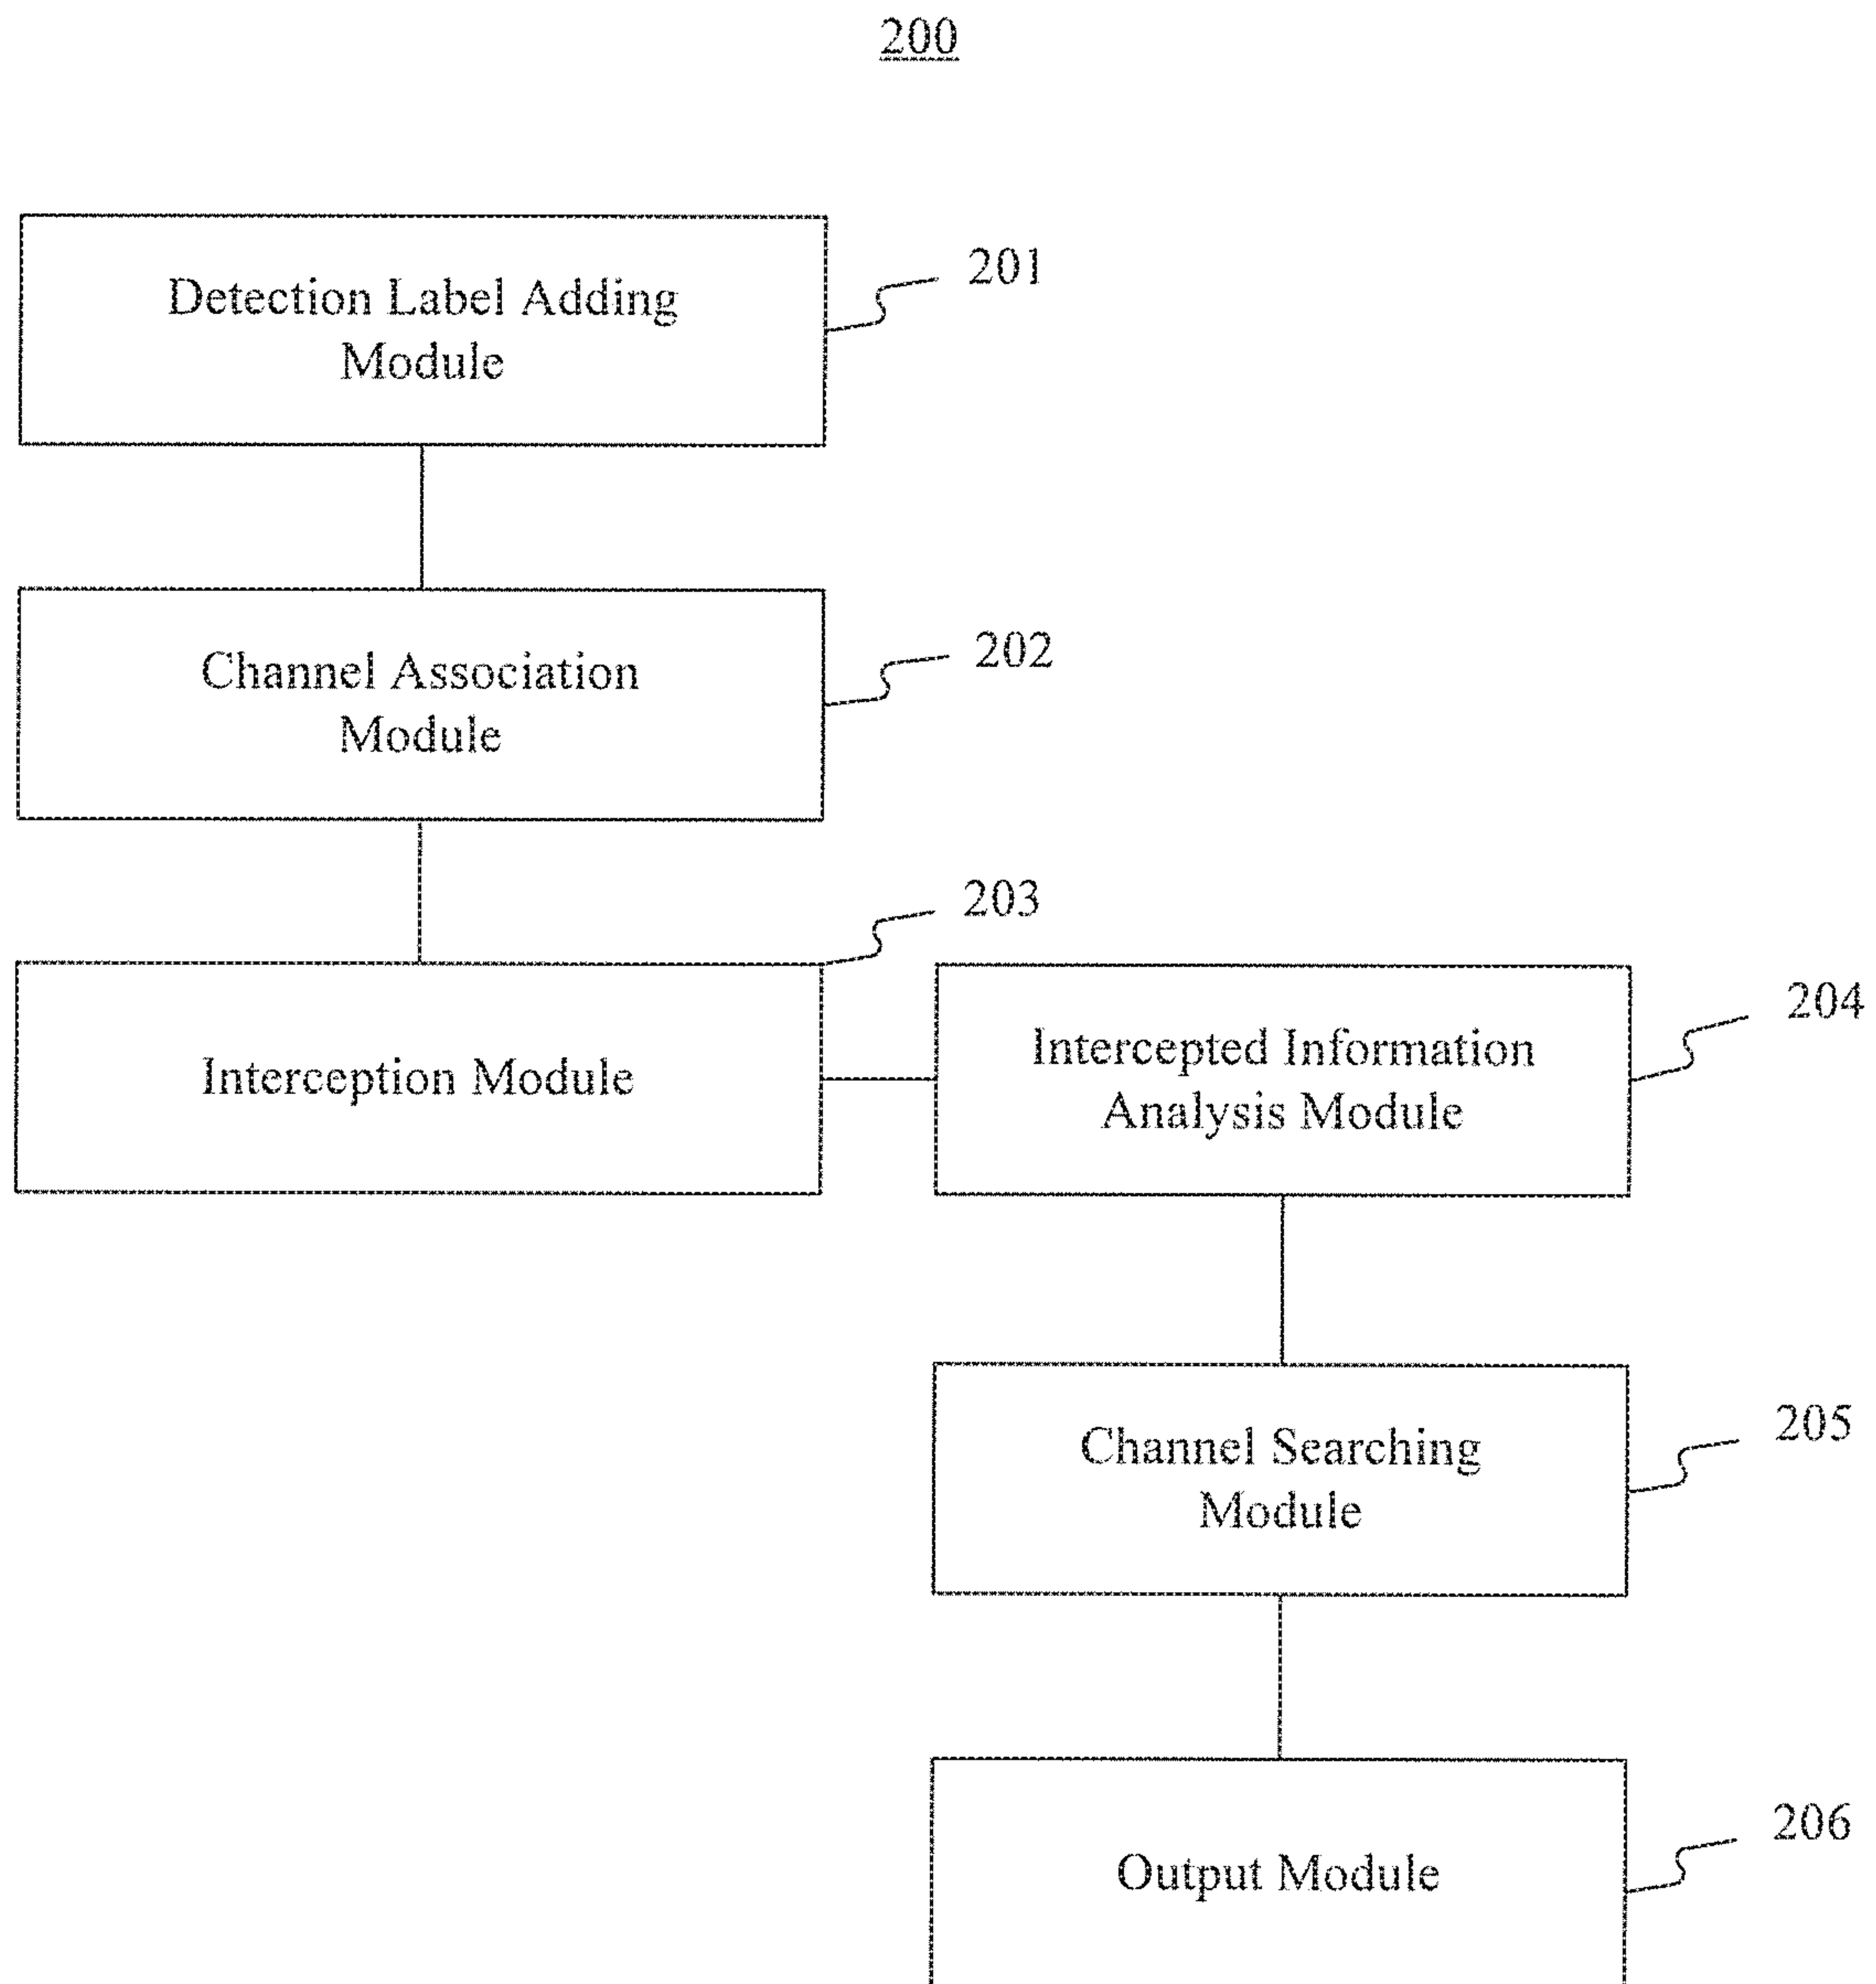 200
Detection Label Adding
Module
201
Channel Association
Module
202
203
Interception Module
Intercepted Information
Analysis Module
204
Channel Searching
Module
205
Output Module
206